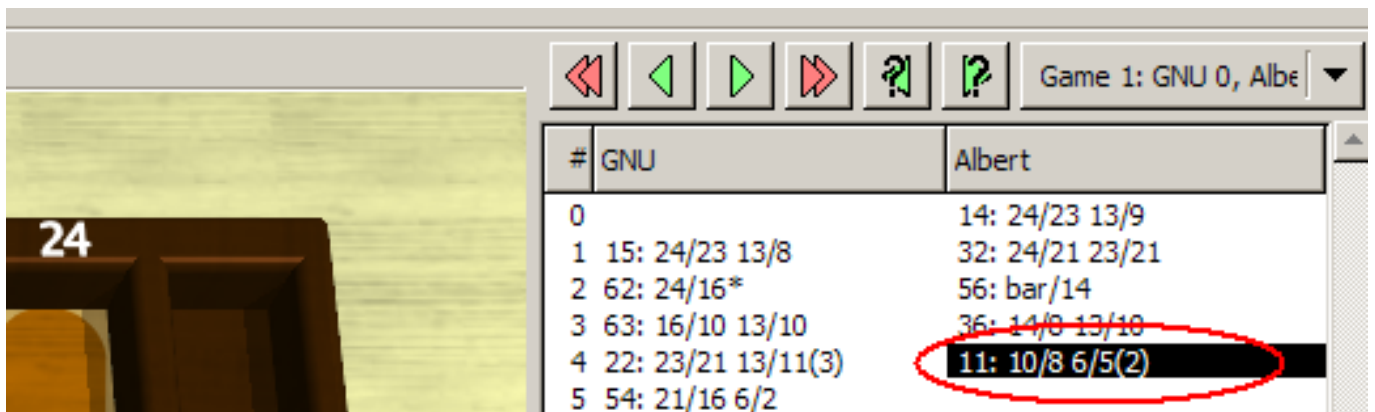 Game 1: GNU 0, Albe
# GNU Albert
24
0 14: 24/23 13/9
1 15: 24/23 13/8 32: 24/21 23/21
2 62: 24/16* 56: bar/14
3 63: 16/10 13/10 36: 14/8 13/10
4 22: 23/21 13/11(3) 11: 10/8 6/5(2)
5 54: 21/16 6/2